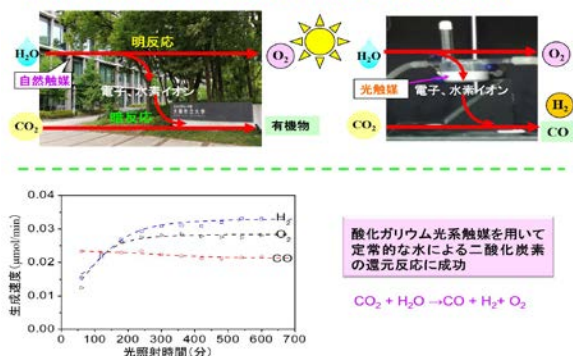 明反応
H₂O
O₂
自然触媒
電子、水素イオン
CO₂
暗反応
有機物
H₂O
O₂
光触媒
電子、水素イオン
H₂
CO₂
CO
0.04
0.03
0.02
0.01
0.00
生成速度(μmol/min)
H₂
O₂
CO
0 100 200 300 400 500 600 700
光照射時間(分)
酸化ガリウム光系触媒を用いて
定常的な水による二酸化炭素
の還元反応に成功
CO₂ + H₂O →CO + H₂+ O₂